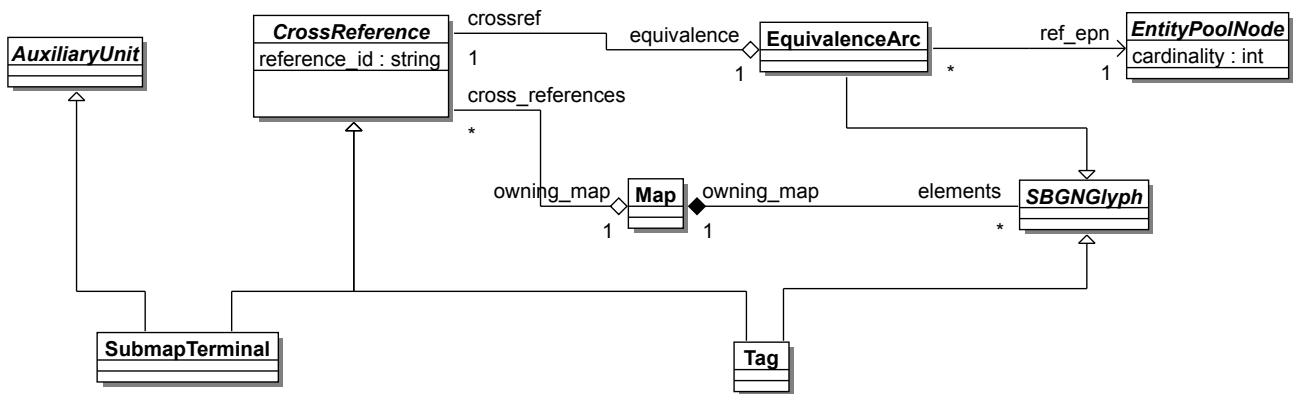 AuxiliaryUnit
CrossReference
reference_id : string
crossref
1
equivalence
1
EquivalenceArc
*
ref_epn
1
EntityPoolNode
cardinality : int
cross_references
*
owning_map
1
Map
owning_map
1
elements
*
SBGNGlyph
SubmapTerminal
Tag